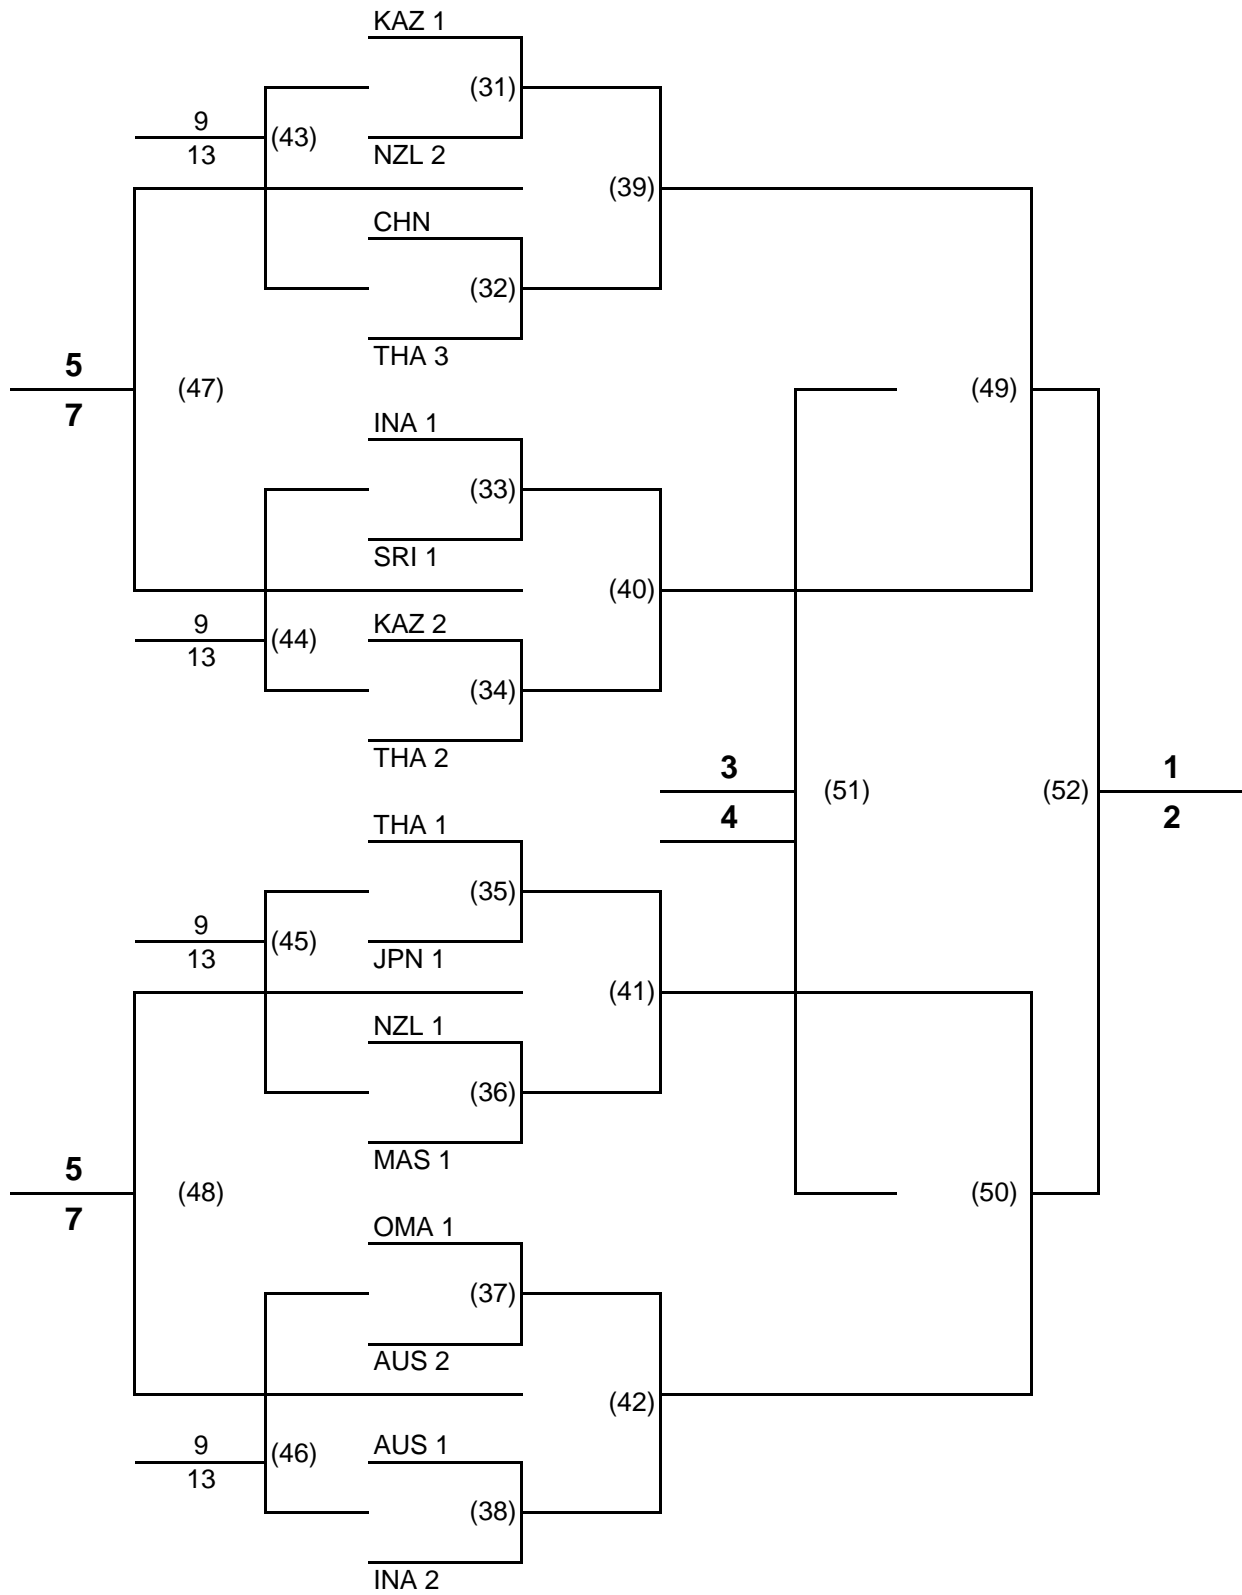 KAZ 1
(31)
9
(43)
13
NZL 2
(39)
CHN
(32)
THA 3
5
(47)
(49)
7
INA 1
(33)
SRI 1
(40)
9
KAZ 2
(44)
13
(34)
THA 2
3
1
(51)
(52)
4
2
THA 1
(35)
9
(45)
13
JPN 1
(41)
NZL 1
(36)
MAS 1
5
(48)
(50)
7
OMA 1
(37)
AUS 2
(42)
9
AUS 1
(46)
13
(38)
INA 2